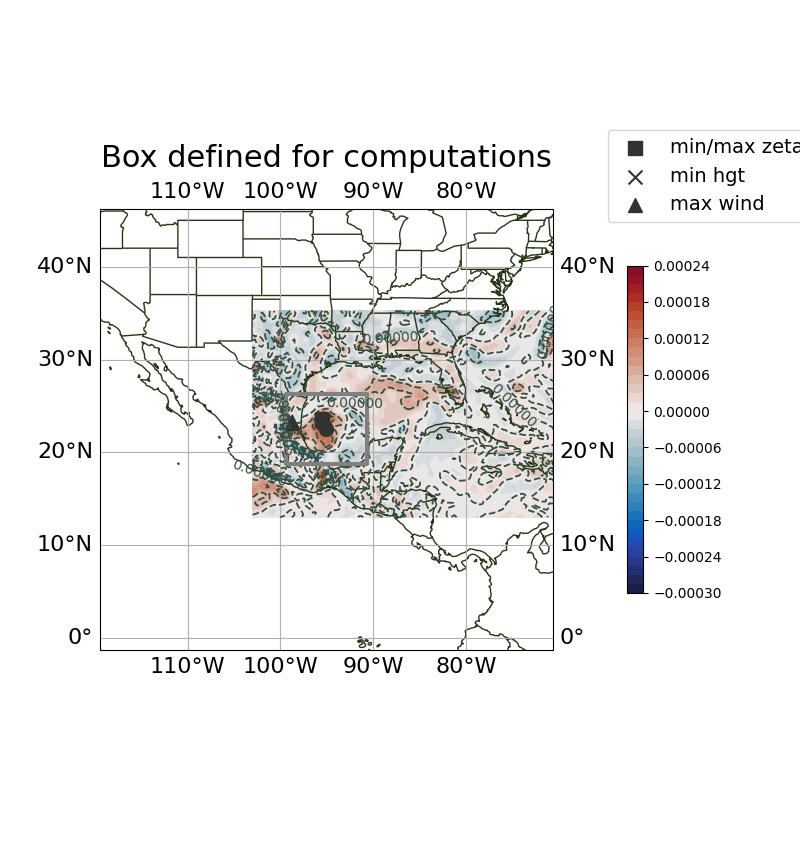 min/max zeta
min hgt
max wind
Box defined for computations
110°W 100°W 90°W 80°W
40°N 40°N
30°N 30°N
20°N 20°N
10°N 10°N
0° 0°
110°W 100°W 90°W 80°W
0.00024
0.00018
0.00012
0.00006
0.00000
−0.00006
−0.00012
−0.00018
−0.00024
−0.00030
0.00000
0.00000
0.00000